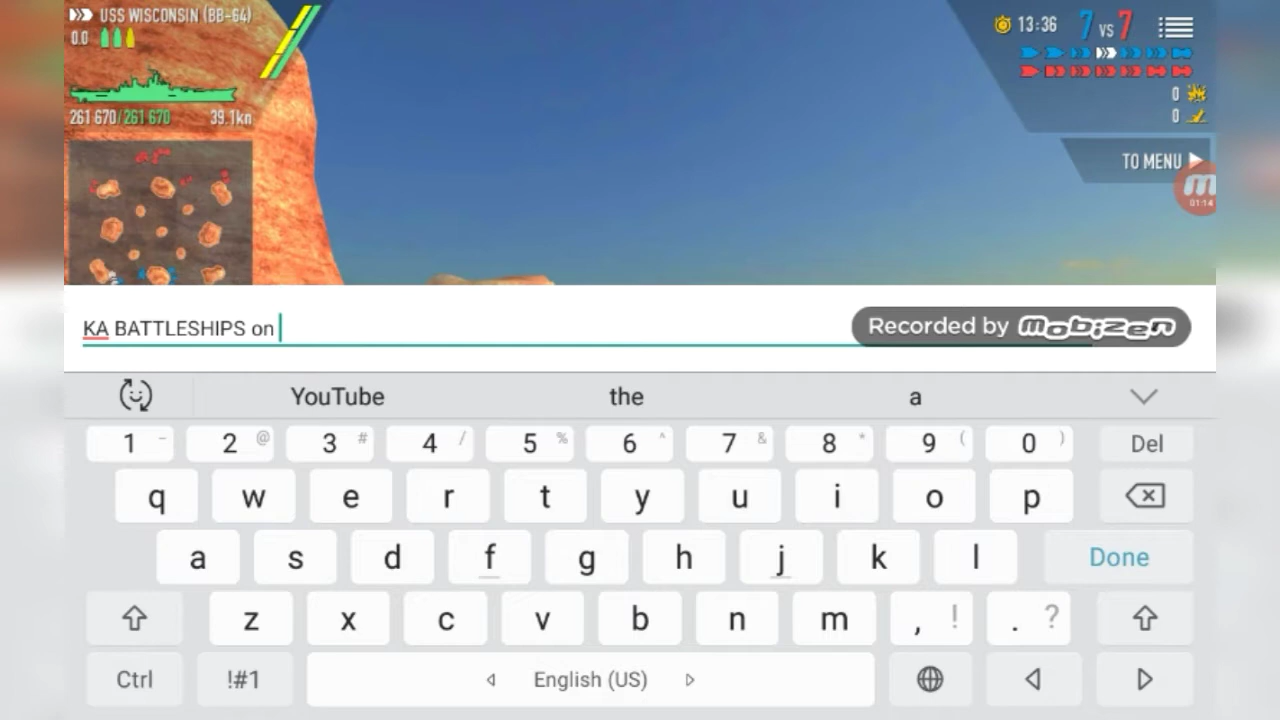 USS WISCONSIN (BB-64)
0.0
261 670/261 670 39.1kn
13:36 7 vs 7
0
0
TO MENU
01:14
KA BATTLESHIPS on
Recorded by Mobizen
YouTube the a
1 - 2 @ 3 # 4 / 5 % 6 ^ 7 & 8 * 9 ( 0 ) Del
q w e r t y u i o p
a s d f g h j k l Done
z x c v b n m , ! . ?
Ctrl !#1 English (US)